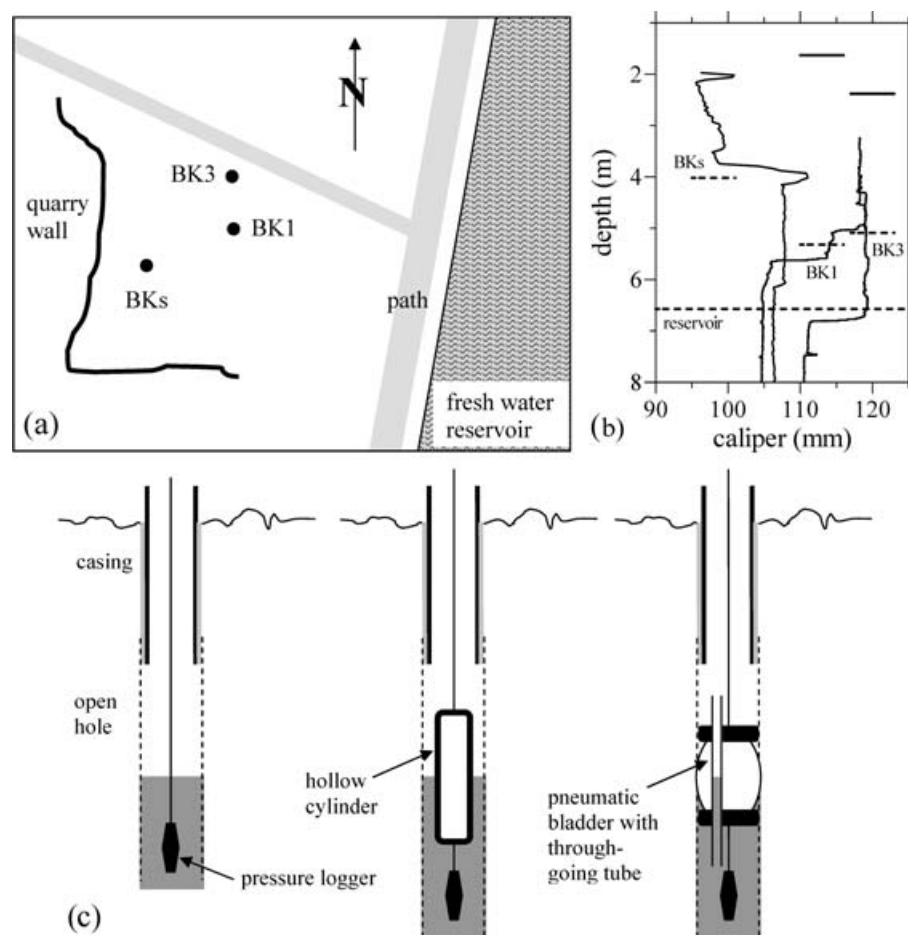 N
BK3
quarry
wall
BK1
BKs
path
(a)
fresh water
reservoir
2
4
6
8
depth (m)
BKs
BK3
BK1
reservoir
90
100
110
120
(b)
caliper (mm)
casing
open
hole
hollow
cylinder
pneumatic
bladder with
through-
going tube
pressure logger
(c)